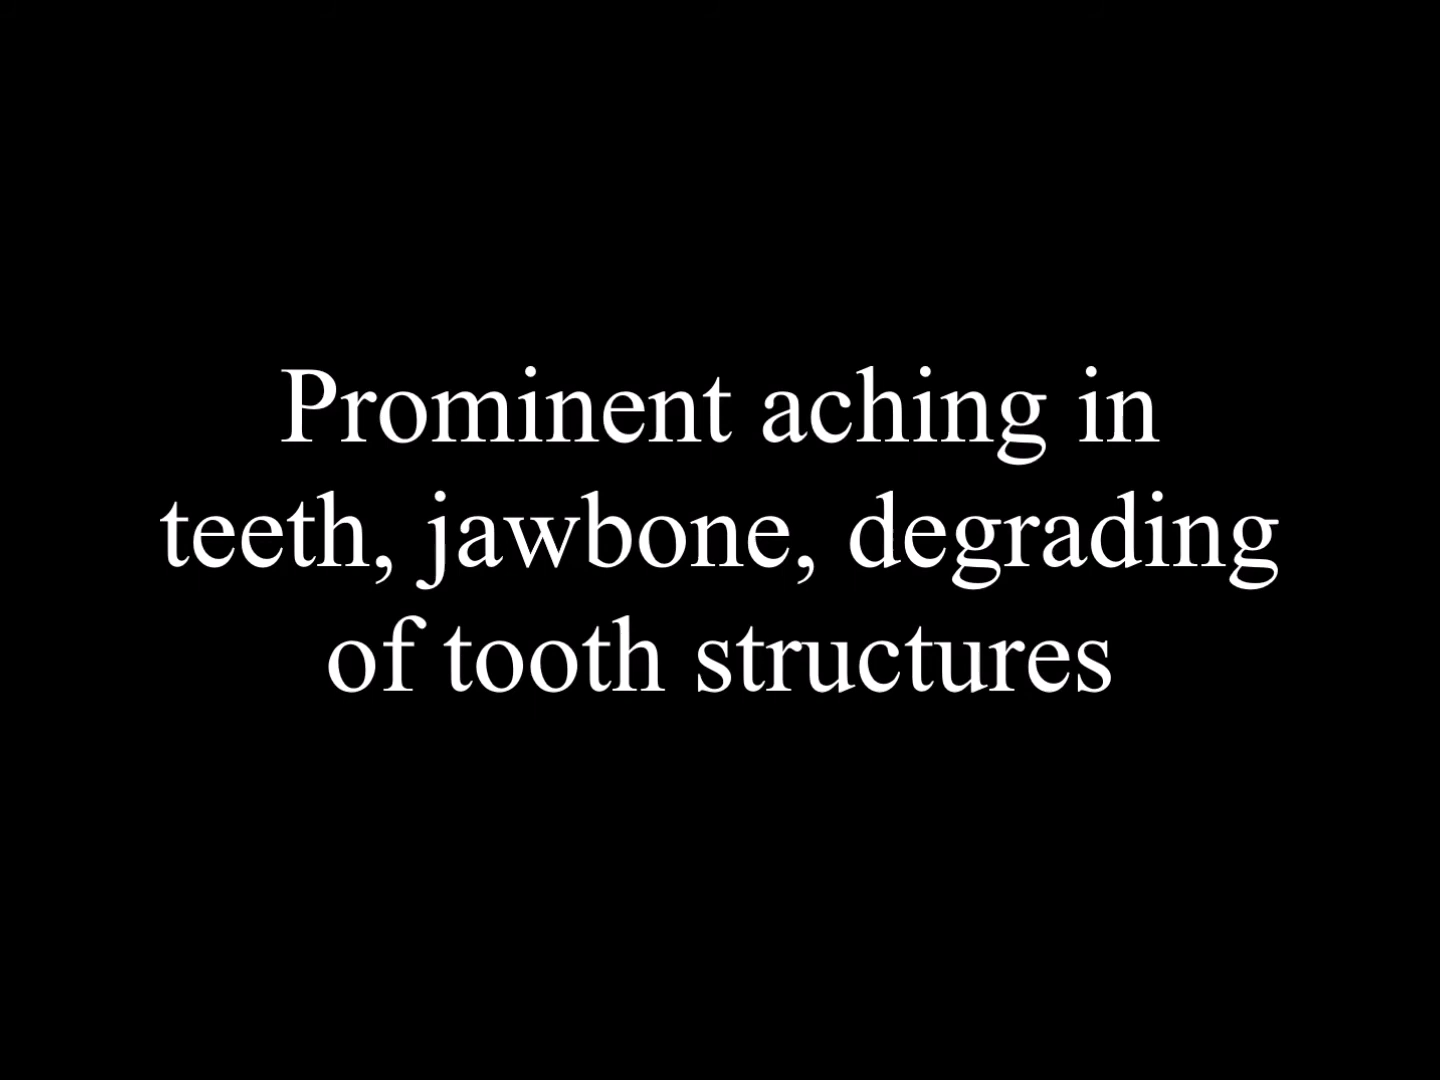 Prominent aching in
teeth, jawbone, degrading
of tooth structures